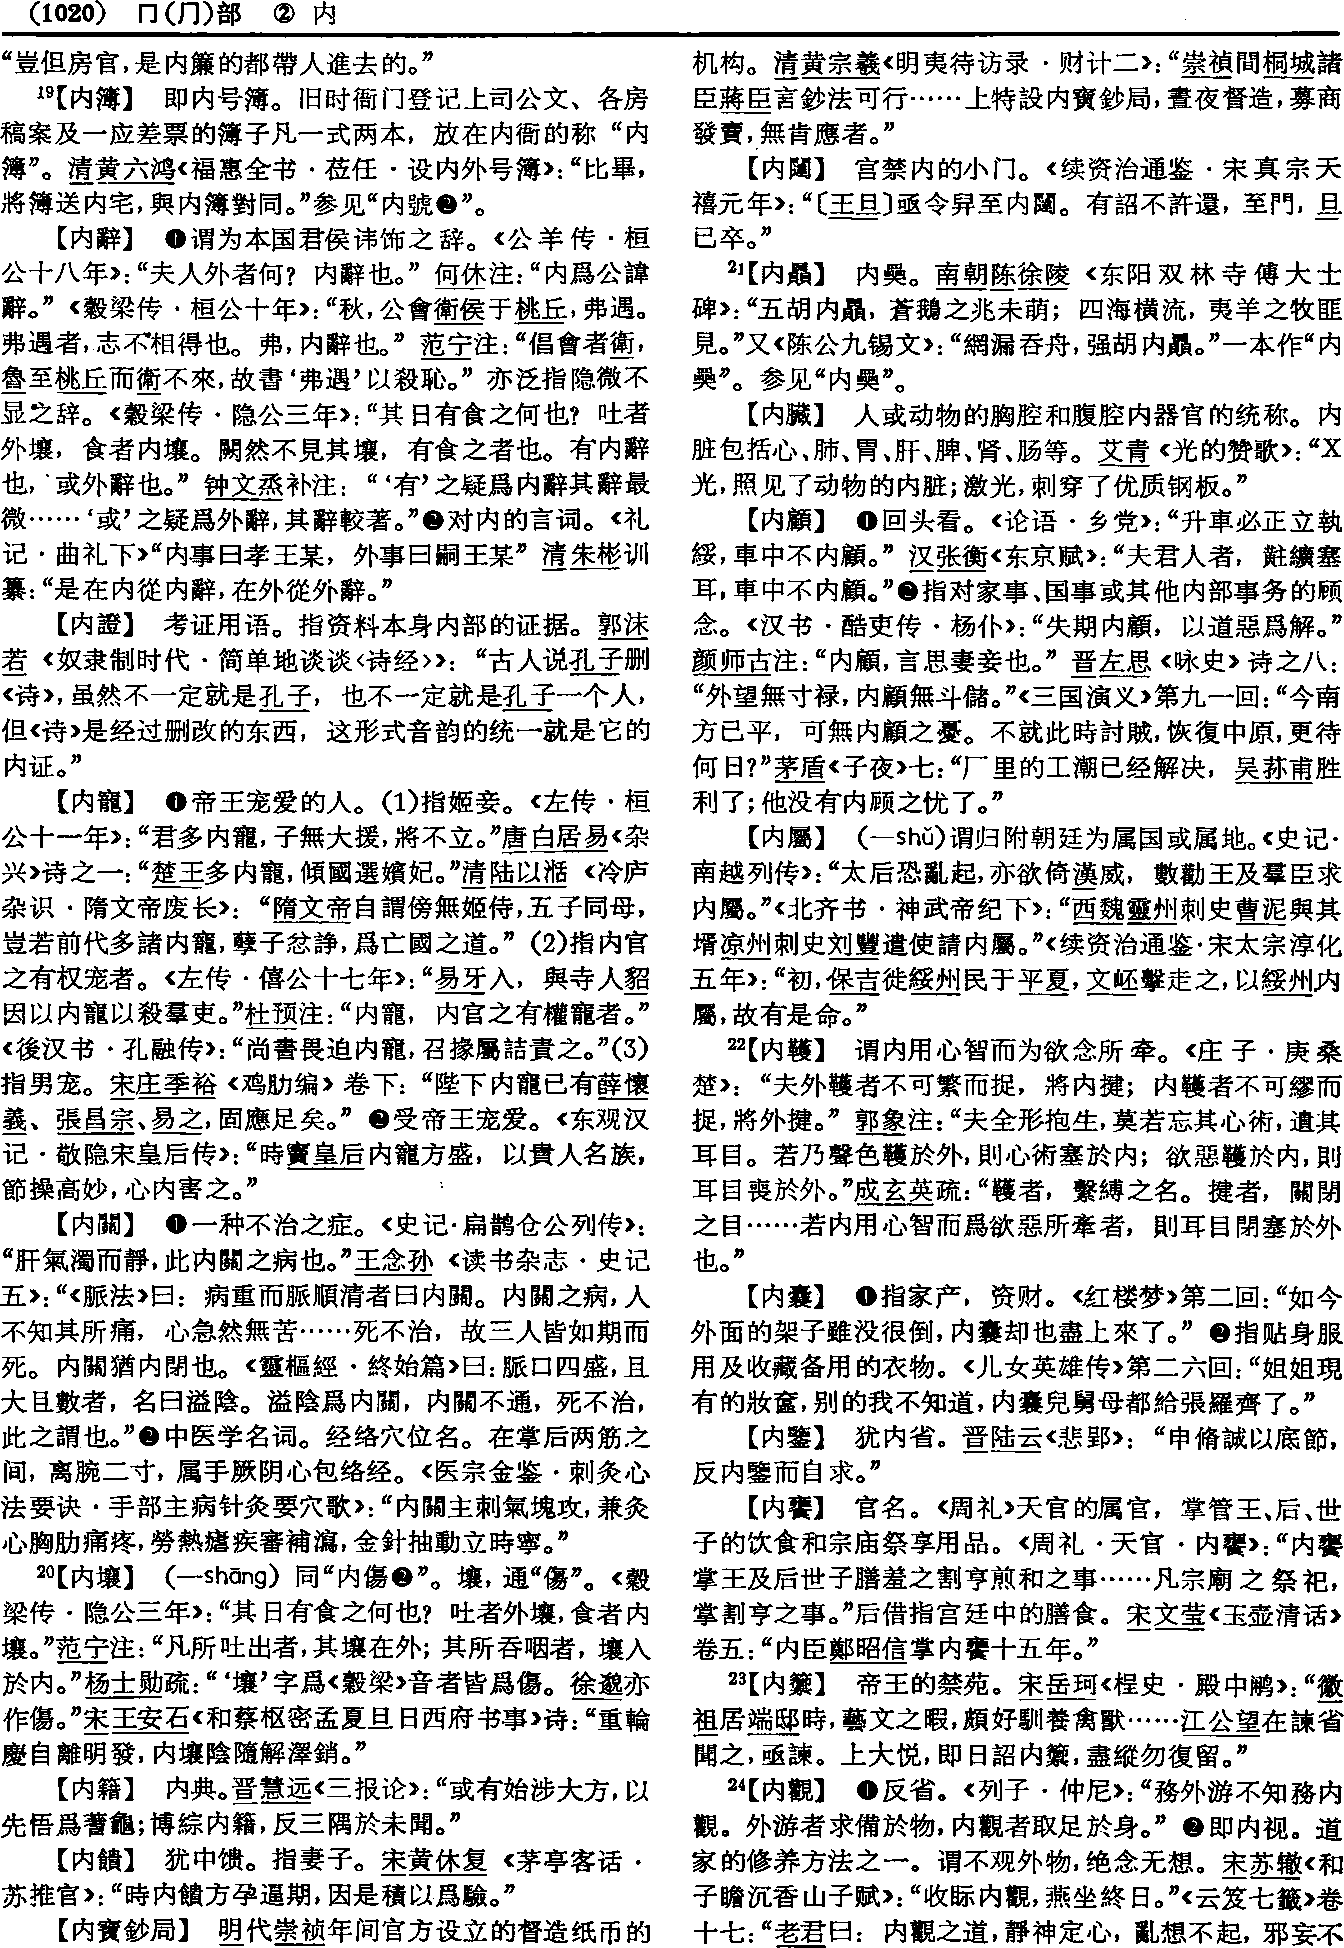 (1020) 冂(⺆)部 ② 内
“豈但房官，是内簾的都帶人進去的。”
19【内簿】 即内号簿。旧时衙门登记上司公文、各房
稿案及一应差票的簿子凡一式两本，放在内衙的称“内
簿”。清黄六鸿《福惠全书·莅任·设内外号簿》：“比畢，
將簿送内宅，與内簿對同。”参见“内號❷”。
【内辭】 ❶谓为本国君侯讳饰之辞。《公羊传·桓
公十八年》：“夫人外者何？内辭也。”何休注：“内爲公諱
辭。”《穀梁传·桓公十年》：“秋，公會衛侯于桃丘，弗遇。
弗遇者，志不相得也。弗，内辭也。”范宁注：“倡會者衛，
魯至桃丘而衛不來，故書‘弗遇’以殺恥。”亦泛指隐微不
显之辞。《穀梁传·隐公三年》：“其日有食之何也？吐者
外壤，食者内壤。闕然不見其壤，有食之者也。有内辭
也，或外辭也。”钟文烝补注：“‘有’之疑爲内辭其辭最
微……‘或’之疑爲外辭，其辭較著。”❷对内的言词。《礼
记·曲礼下》“内事曰孝王某，外事曰嗣王某”清朱彬训
纂：“是在内從内辭，在外從外辭。”
【内證】 考证用语。指资料本身内部的证据。郭沫
若《奴隶制时代·简单地谈谈〈诗经〉》：“古人说孔子删
《诗》，虽然不一定就是孔子，也不一定就是孔子一个人，
但《诗》是经过删改的东西，这形式音韵的统一就是它的
内证。”
【内寵】 ❶帝王宠爱的人。(1)指姬妾。《左传·桓
公十一年》：“君多内寵，子無大援，將不立。”唐白居易《杂
兴》诗之一：“楚王多内寵，傾國選嬪妃。”清陆以湉《冷庐
杂识·隋文帝废长》：“隋文帝自謂傍無姬侍，五子同母，
豈若前代多諸内寵，孽子忿諍，爲亡國之道。”(2)指内官
之有权宠者。《左传·僖公十七年》：“易牙入，與寺人貂
因以内寵以殺羣吏。”杜预注：“内寵，内官之有權寵者。”
《後汉书·孔融传》：“尚書畏迫内寵，召掾屬詰責之。”(3)
指男宠。宋庄季裕《鸡肋编》卷下：“陛下内寵已有薛懷
義、張昌宗、易之，固應足矣。”❷受帝王宠爱。《东观汉
记·敬隐宋皇后传》：“時竇皇后内寵方盛，以貴人名族，
節操高妙，心内害之。”
【内關】 ❶一种不治之症。《史记·扁鹊仓公列传》：
“肝氣濁而靜，此内關之病也。”王念孙《读书杂志·史记
五》：“《脈法》曰：病重而脈順清者曰内關。内關之病，人
不知其所痛，心急然無苦……死不治，故三人皆如期而
死。内關猶内閉也。《靈樞經·終始篇》曰：脈口四盛，且
大且數者，名曰溢陰。溢陰爲内關，内關不通，死不治，
此之謂也。”❷中医学名词。经络穴位名。在掌后两筋之
间，离腕二寸，属手厥阴心包络经。《医宗金鉴·刺灸心
法要诀·手部主病针灸要穴歌》：“内關主刺氣塊攻，兼灸
心胸肋痛疼，勞熱瘧疾審補瀉，金針抽動立時寧。”
20【内壤】 (—shāng)同“内傷❷”。壤，通“傷”。《穀
梁传·隐公三年》：“其日有食之何也？吐者外壤，食者内
壤。”范宁注：“凡所吐出者，其壤在外；其所吞咽者，壤入
於内。”杨士勋疏：“‘壤’字爲《穀梁》音者皆爲傷。徐邈亦
作傷。”宋王安石《和蔡枢密孟夏旦日西府书事》诗：“重輪
慶自離明發，内壤陰隨解澤銷。”
【内籍】 内典。晋慧远《三报论》：“或有始涉大方，以
先悟爲蓍龜；博綜内籍，反三隅於未聞。”
【内饋】 犹中馈。指妻子。宋黄休复《茅亭客话·
苏推官》：“時内饋方孕逼期，因是積以爲驗。”
【内寶鈔局】 明代崇祯年间官方设立的督造纸币的
机构。清黄宗羲《明夷待访录·财计二》：“崇禎間桐城諸
臣蔣臣言鈔法可行……上特設内寶鈔局，晝夜督造，募商
發賣，無肯應者。”
【内闥】 宫禁内的小门。《续资治通鉴·宋真宗天
禧元年》：“〔王旦〕亟令舁至内闥。有詔不許還，至門，旦
已卒。”
21【内贔】 内奰。南朝陈徐陵《东阳双林寺傅大士
碑》：“五胡内贔，蒼鵝之兆未萌；四海横流，夷羊之牧匪
見。”又《陈公九锡文》：“網漏吞舟，强胡内贔。”一本作“内
奰”。参见“内奰”。
【内臟】 人或动物的胸腔和腹腔内器官的统称。内
脏包括心、肺、胃、肝、脾、肾、肠等。艾青《光的赞歌》：“X
光，照见了动物的内脏；激光，刺穿了优质钢板。”
【内顧】 ❶回头看。《论语·乡党》：“升車必正立執
綏，車中不内顧。”汉张衡《东京赋》：“夫君人者，黈纊塞
耳，車中不内顧。”❷指对家事、国事或其他内部事务的顾
念。《汉书·酷吏传·杨仆》：“失期内顧，以道惡爲解。”
颜师古注：“内顧，言思妻妾也。”晋左思《咏史》诗之八：
“外望無寸禄，内顧無斗儲。”《三国演义》第九一回：“今南
方已平，可無内顧之憂。不就此時討賊，恢復中原，更待
何日？”茅盾《子夜》七：“厂里的工潮已经解决，吴荪甫胜
利了；他没有内顾之忧了。”
【内屬】 (—shǔ)谓归附朝廷为属国或属地。《史记·
南越列传》：“太后恐亂起，亦欲倚漢威，數勸王及羣臣求
内屬。”《北齐书·神武帝纪下》：“西魏靈州刺史曹泥與其
壻凉州刺史刘豐遣使請内屬。”《续资治通鉴·宋太宗淳化
五年》：“初，保吉徙綏州民于平夏，文㟁擊走之，以綏州内
屬，故有是命。”
22【内韄】 谓内用心智而为欲念所牵。《庄子·庚桑
楚》：“夫外韄者不可繁而捉，將内揵；内韄者不可繆而
捉，將外揵。”郭象注：“夫全形抱生，莫若忘其心術，遺其
耳目。若乃聲色韄於外，則心術塞於内；欲惡韄於内，則
耳目喪於外。”成玄英疏：“韄者，繫縛之名。揵者，關閉
之目……若内用心智而爲欲惡所牽者，則耳目閉塞於外
也。”
【内囊】 ❶指家产，资财。《红楼梦》第二回：“如今
外面的架子雖没很倒，内囊却也盡上來了。”❷指贴身服
用及收藏备用的衣物。《儿女英雄传》第二六回：“姐姐現
有的妝奩，别的我不知道，内囊兒舅母都給張羅齊了。”
【内鑒】 犹内省。晋陆云《悲郢》：“申脩誠以底節，
反内鑒而自求。”
【内饔】 官名。《周礼》天官的属官，掌管王、后、世
子的饮食和宗庙祭享用品。《周礼·天官·内饔》：“内饔
掌王及后世子膳羞之割亨煎和之事……凡宗廟之祭祀，
掌割亨之事。”后借指宫廷中的膳食。宋文莹《玉壶清话》
卷五：“内臣鄭昭信掌内饔十五年。”
23【内籞】 帝王的禁苑。宋岳珂《桯史·殿中鹇》：“徽
祖居端邸時，藝文之暇，頗好馴養禽獸……江公望在諫省
聞之，亟諫。上大悦，即日詔内籞，盡縱勿復留。”
24【内觀】 ❶反省。《列子·仲尼》：“務外游不知務内
觀。外游者求備於物，内觀者取足於身。”❷即内视。道
家的修养方法之一。谓不观外物，绝念无想。宋苏辙《和
子瞻沉香山子赋》：“收际内觀，燕坐終日。”《云笈七籤》卷
十七：“老君曰：内觀之道，靜神定心，亂想不起，邪妄不